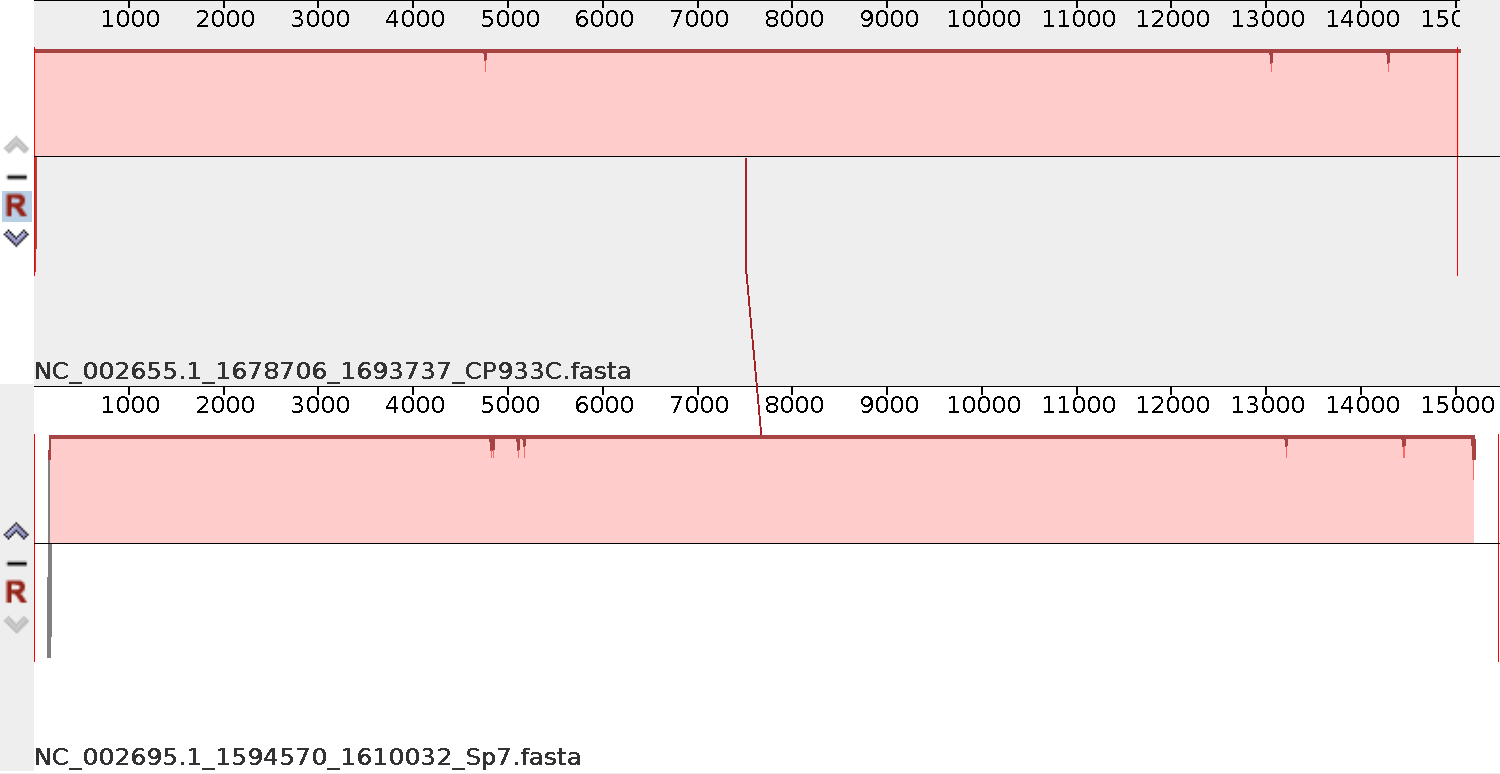 1000 2000 3000 4000 5000 6000 7000 8000 9000 10000 11000 12000 13000 14000
R
NC_002655.1_1678706_1693737_CP933C.fasta
1000 2000 3000 4000 5000 6000 7000 8000 9000 10000 11000 12000 13000 14000 15000
R
NC_002695.1_1594570_1610032_Sp7.fasta